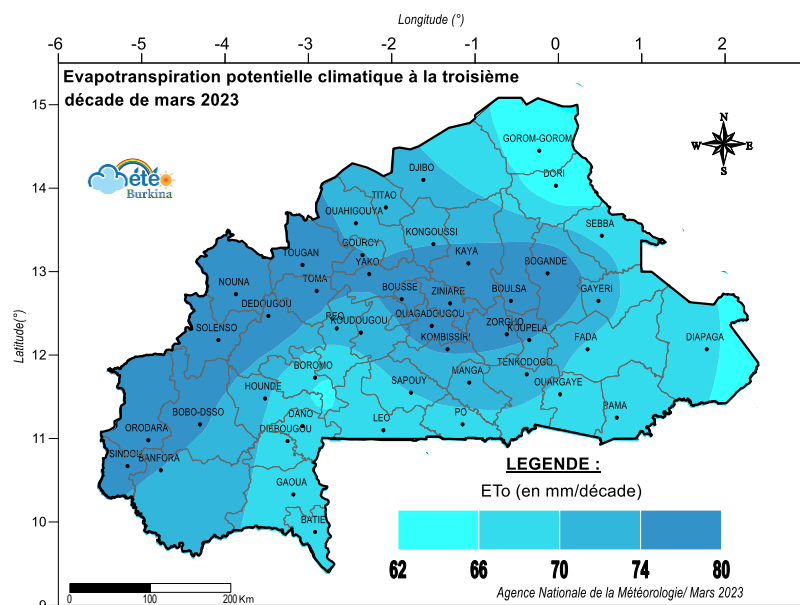 Longitude (°)
-6 -5 -4 -3 -2 -1 0 1 2
Evapotranspiration potentielle climatique à la troisième
décade de mars 2023
15
N
W E
S
GOROM-GOROM
Météo
Burkina
DJIBO
DORI
14
TITAO
OUAHIGOUYA
SEBBA
KONGOUSSI
GOURCY
TOUGAN
KAYA
YAKO
BOGANDE
13
NOUNA
TOMA
BOUSSE
ZINIARE
BOULSA
GAYERI
DEDOUGOU
OUAGADOUGOU
REO
KOUDOUGOU
ZORGHO
SOLENSO
KOUPELA
KOMBISSIRI
FADA
DIAPAGA
Latitude(°)
12
BOROMO
TENKODOGO
MANGA
HOUNDE
SAPOUY
OUARGAYE
BOBO-DSSO
DANO
LEO
PO
PAMA
ORODARA
DIEBOUGOU
11
SINDOU
BANFORA
LEGENDE :
GAOUA
ETo (en mm/décade)
10
BATIE
62 66 70 74 80
9
0 100 200 Km
Agence Nationale de la Météorologie/ Mars 2023